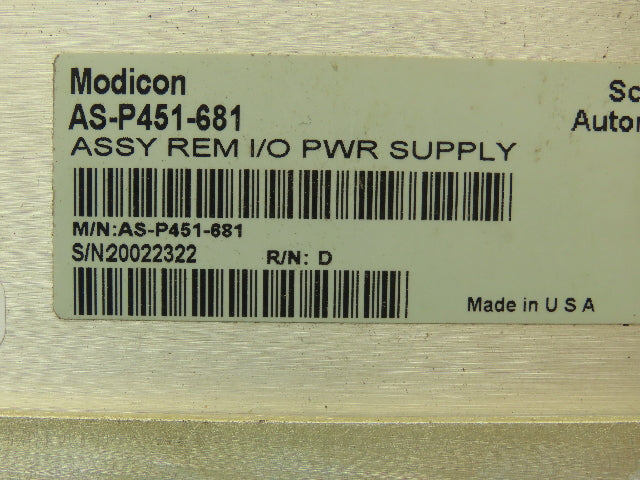 Modicon
AS-P451-681
ASSY REM I/O PWR SUPPLY
M/N:AS-P451-681
S/N20022322 R/N: D
Made in U S A